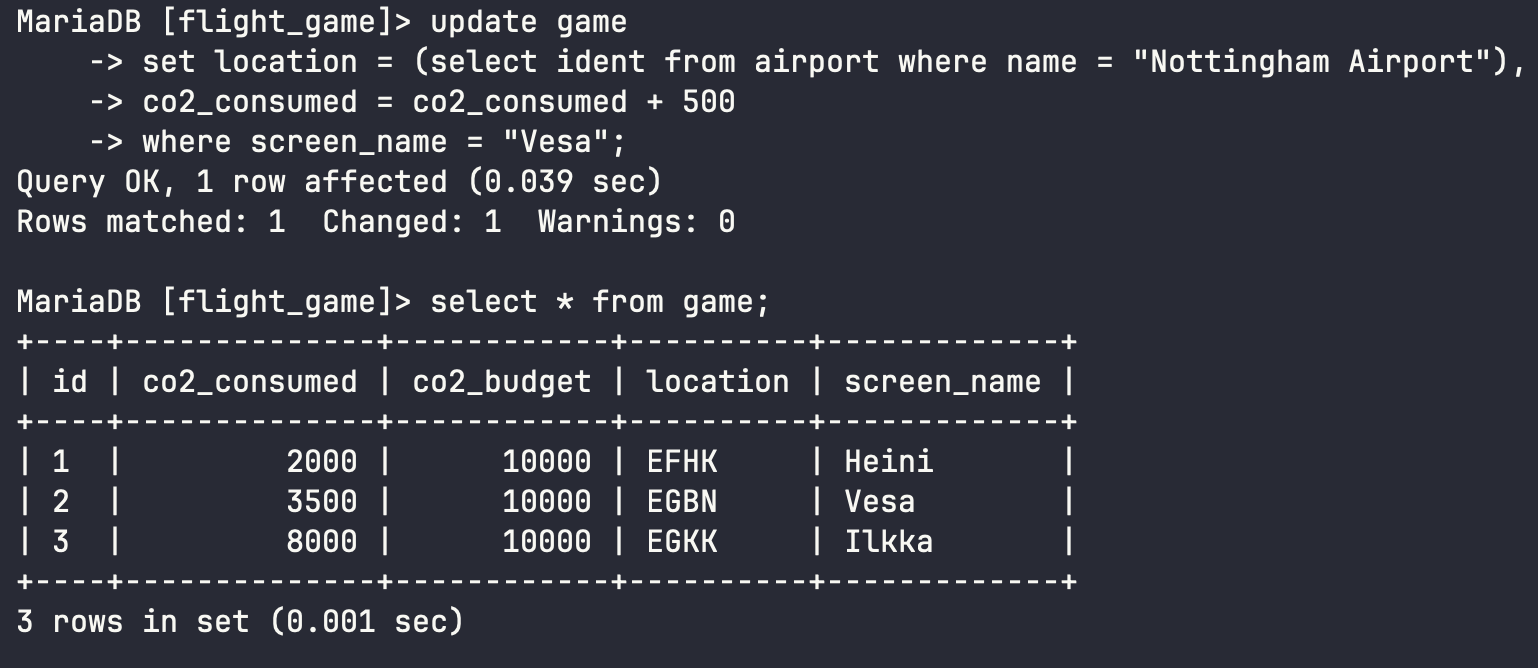 MariaDB [flight_game]> update game
    -> set location = (select ident from airport where name = "Nottingham Airport"),
    -> co2_consumed = co2_consumed + 500
    -> where screen_name = "Vesa";
Query OK, 1 row affected (0.039 sec)
Rows matched: 1  Changed: 1  Warnings: 0

MariaDB [flight_game]> select * from game;
+----+--------------+------------+----------+-------------+
| id | co2_consumed | co2_budget | location | screen_name |
+----+--------------+------------+----------+-------------+
| 1  |         2000 |      10000 | EFHK     | Heini       |
| 2  |         3500 |      10000 | EGBN     | Vesa        |
| 3  |         8000 |      10000 | EGKK     | Ilkka       |
+----+--------------+------------+----------+-------------+
3 rows in set (0.001 sec)